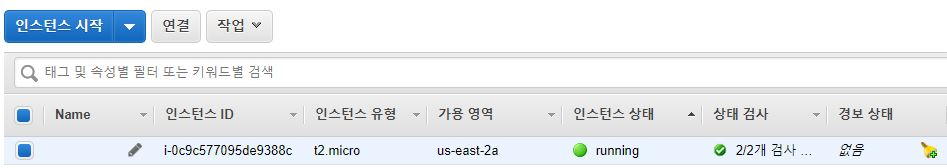 인스턴스 시작 연결 작업
태그 및 속성별 필터 또는 키워드별 검색
Name 인스턴스 ID 인스턴스 유형 가용 영역 인스턴스 상태 상태 검사 경보 상태
i-0c9c577095de9388c t2.micro us-east-2a running 2/2개 검사 ... 없음